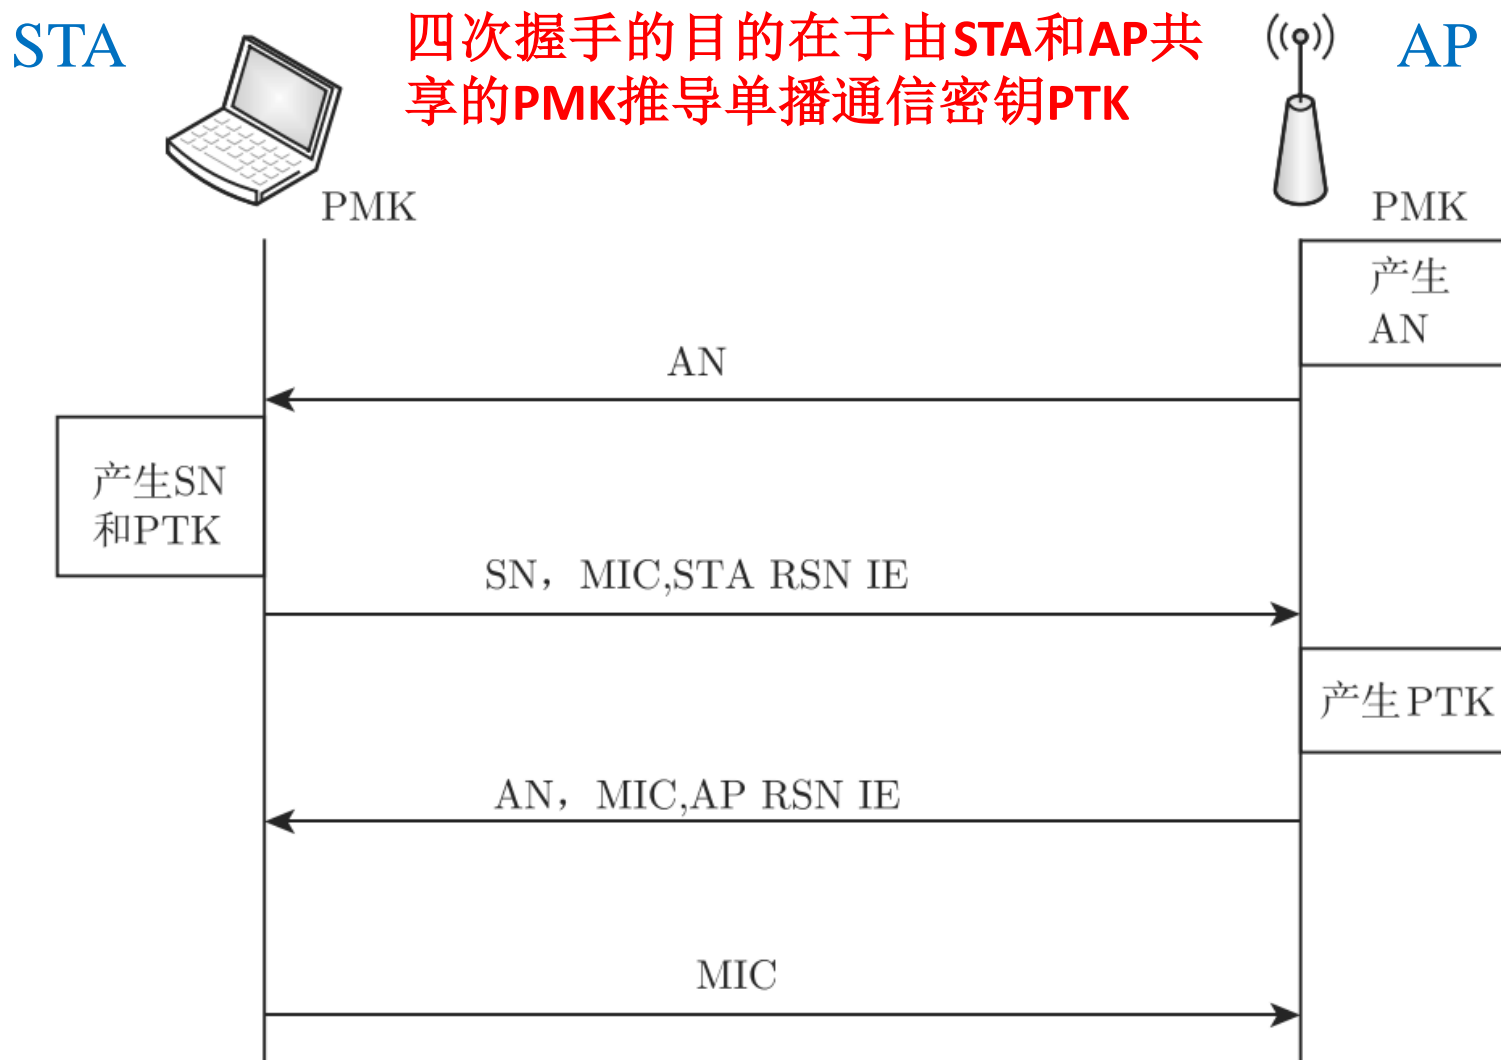 STA
四次握手的目的在于由STA和AP共
享的PMK推导单播通信密钥PTK
AP
PMK
PMK
产生
AN
AN
产生SN
和PTK
SN，MIC,STA RSN IE
产生PTK
AN，MIC,AP RSN IE
MIC